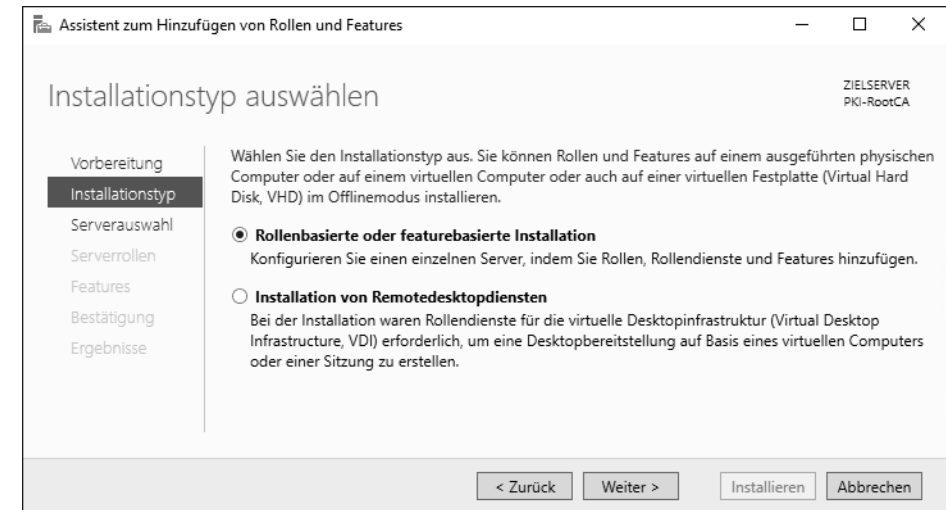 Assistent zum Hinzufügen von Rollen und Features
Installationstyp auswählen
ZIELSERVER
PKI-RootCA
Vorbereitung
Installationstyp
Serverauswahl
Serverrollen
Features
Bestätigung
Ergebnisse
Wählen Sie den Installationstyp aus. Sie können Rollen und Features auf einem ausgeführten physischen
Computer oder auf einem virtuellen Computer oder auch auf einer virtuellen Festplatte (Virtual Hard
Disk, VHD) im Offlinemodus installieren.
Rollenbasierte oder featurebasierte Installation
Konfigurieren Sie einen einzelnen Server, indem Sie Rollen, Rollendienste und Features hinzufügen.
Installation von Remotedesktopdiensten
Bei der Installation waren Rollendienste für die virtuelle Desktopinfrastruktur (Virtual Desktop
Infrastructure, VDI) erforderlich, um eine Desktopbereitstellung auf Basis eines virtuellen Computers
oder einer Sitzung zu erstellen.
< Zurück
Weiter >
Installieren
Abbrechen